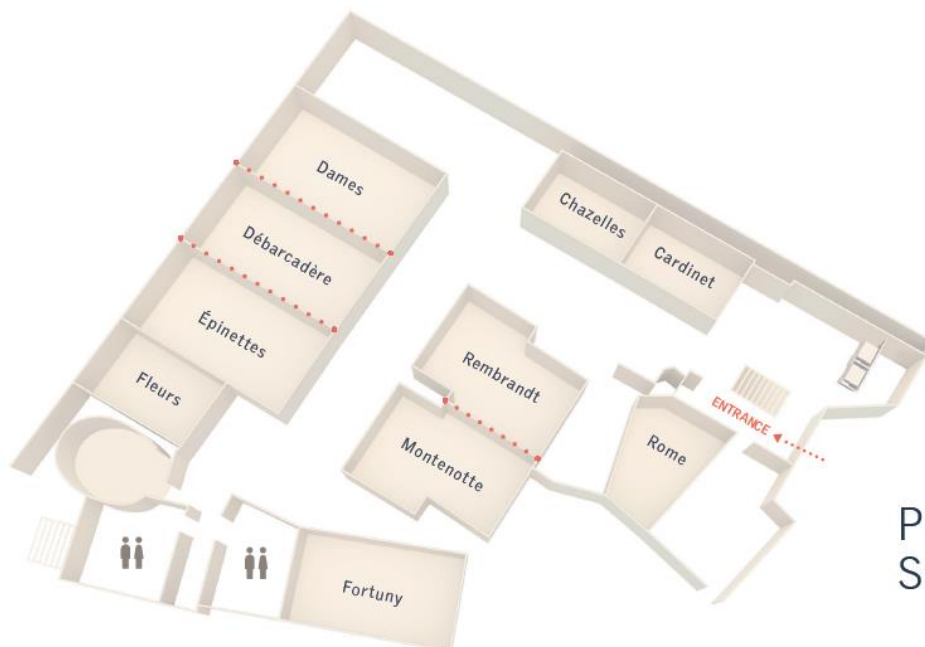 Dames
Débarcadère
Épinettes
Fleurs
Chazelles
Cardinet
Rembrandt
Montenotte
Rome
ENTRANCE
Fortuny
P
S